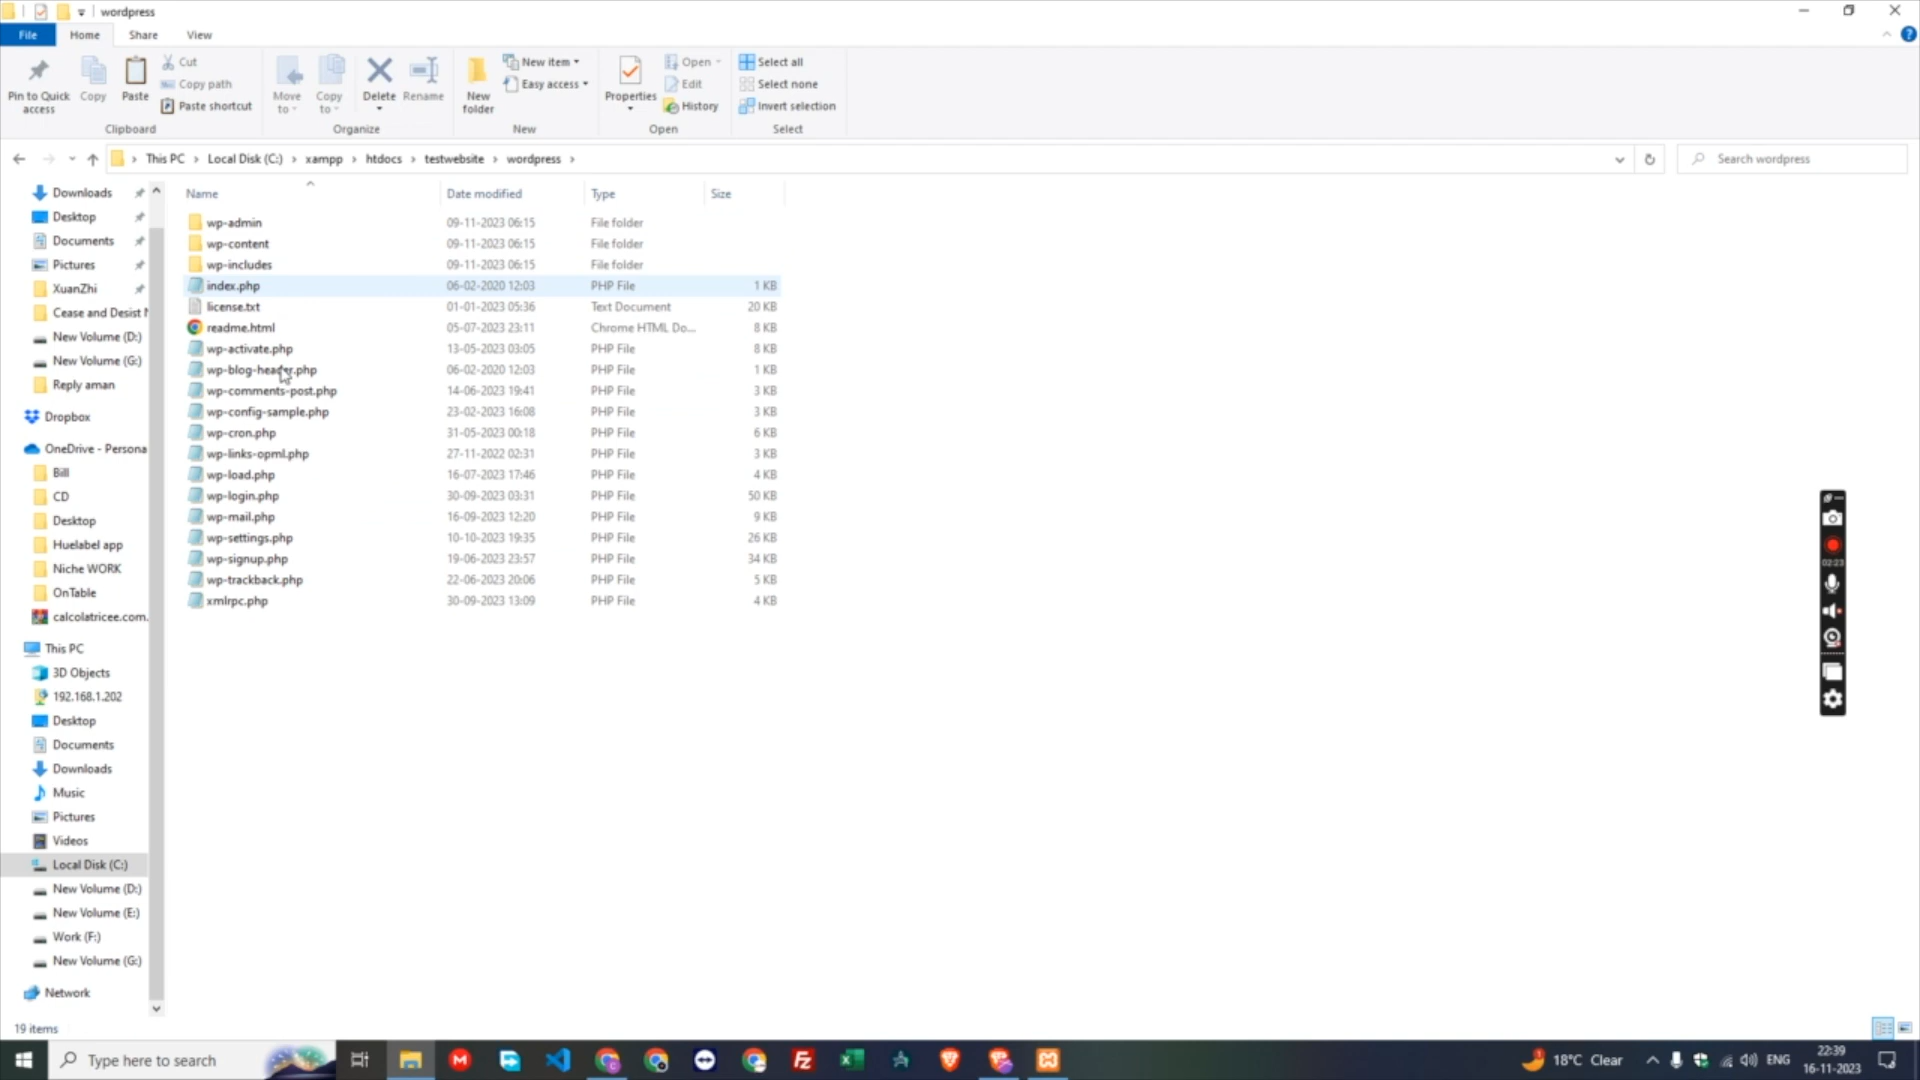 wordpress
File Home Share View
Pin to Quick access
Copy
Paste
Cut
Copy path
Paste shortcut
Clipboard
Move to
Copy to
Delete
Rename
Organize
New folder
New item
Easy access
New
Properties
Open
Edit
History
Open
Select all
Select none
Invert selection
Select
This PC > Local Disk (C:) > xampp > htdocs > testwebsite > wordpress >
Search wordpress
Downloads
Desktop
Documents
Pictures
XuanZhi
Cease and Desist
New Volume (D:)
New Volume (G:)
Reply aman
Dropbox
OneDrive - Persona
Bill
CD
Desktop
Huelabel app
Niche WORK
OnTable
calcolatricee.com.
This PC
3D Objects
192.168.1.202
Desktop
Documents
Downloads
Music
Pictures
Videos
Local Disk (C:)
New Volume (D:)
New Volume (E:)
Work (F:)
New Volume (G:)
Network
Name Date modified Type Size
wp-admin 09-11-2023 06:15 File folder
wp-content 09-11-2023 06:15 File folder
wp-includes 09-11-2023 06:15 File folder
index.php 06-02-2020 12:03 PHP File 1 KB
license.txt 01-01-2023 05:36 Text Document 20 KB
readme.html 05-07-2023 23:11 Chrome HTML Do... 8 KB
wp-activate.php 13-05-2023 03:05 PHP File 8 KB
wp-blog-header.php 06-02-2020 12:03 PHP File 1 KB
wp-comments-post.php 14-06-2023 19:41 PHP File 3 KB
wp-config-sample.php 23-02-2023 16:08 PHP File 3 KB
wp-cron.php 31-05-2023 00:18 PHP File 6 KB
wp-links-opml.php 27-11-2022 02:31 PHP File 3 KB
wp-load.php 16-07-2023 17:46 PHP File 4 KB
wp-login.php 30-09-2023 03:31 PHP File 50 KB
wp-mail.php 16-09-2023 12:20 PHP File 9 KB
wp-settings.php 10-10-2023 19:35 PHP File 26 KB
wp-signup.php 19-06-2023 23:57 PHP File 34 KB
wp-trackback.php 22-06-2023 20:06 PHP File 5 KB
xmlrpc.php 30-09-2023 13:09 PHP File 4 KB
02:23
19 items
Type here to search
18°C Clear
ENG
22:39
16-11-2023